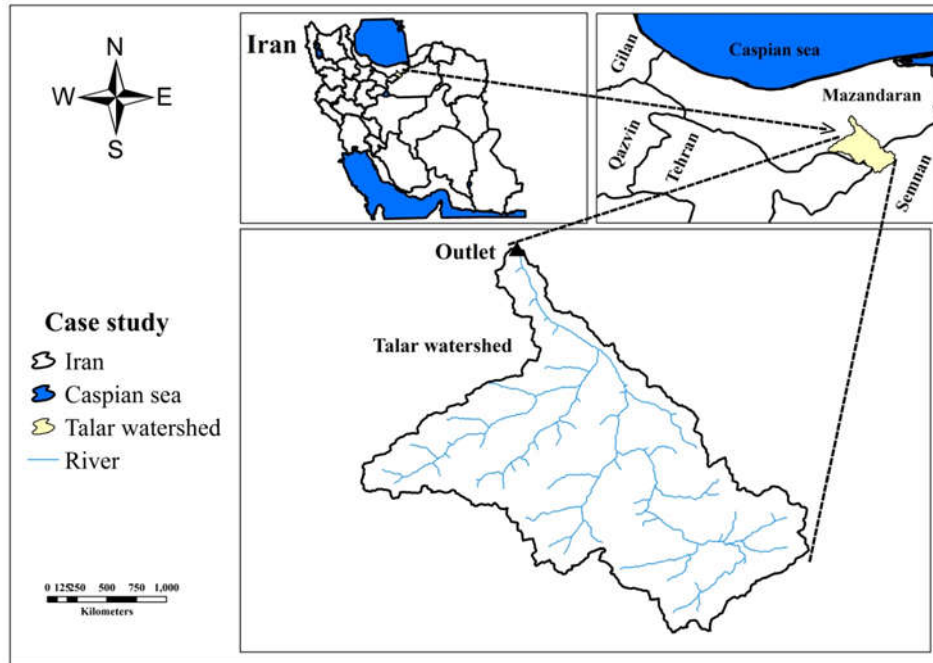 N
W E
S
Iran
Gilan
Caspian sea
Mazandaran
Qazvin
Tehran
Semnan
Outlet
Talar watershed
Case study
Iran
Caspian sea
Talar watershed
River
0 125250 500 750 1,000
Kilometers